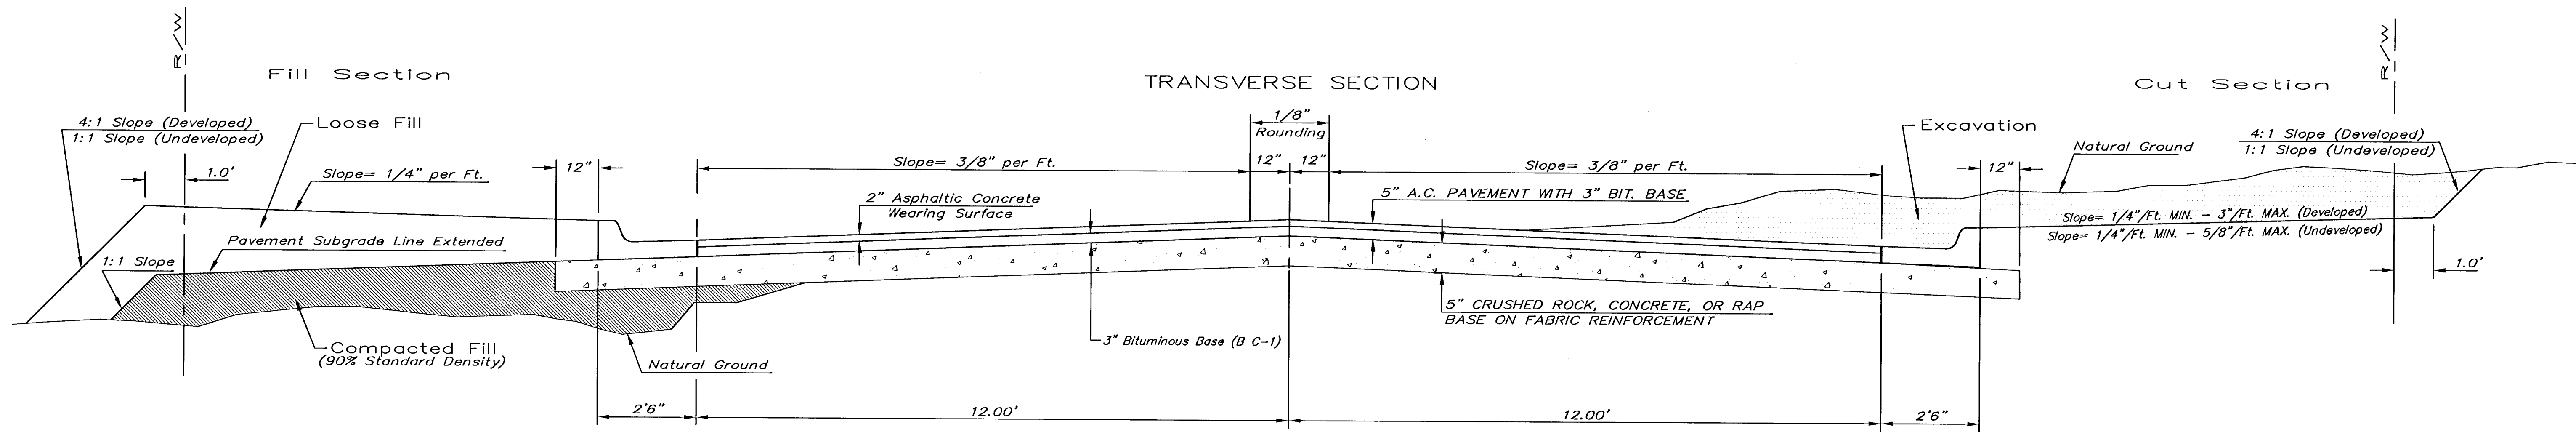 R/W
R/W
Fill Section
TRANSVERSE SECTION
Cut Section
4:1 Slope (Developed)
1:1 Slope (Undeveloped)
Loose Fill
1/8"
Rounding
Excavation
4:1 Slope (Developed)
1:1 Slope (Undeveloped)
Natural Ground
1.0'
Slope= 1/4" per Ft.
12"
Slope= 3/8" per Ft.
12"
12"
Slope= 3/8" per Ft.
12"
2" Asphaltic Concrete
Wearing Surface
5" A.C. PAVEMENT WITH 3" BIT. BASE
Slope= 1/4"/Ft. MIN. - 3"/Ft. MAX. (Developed)
Slope= 1/4"/Ft. MIN. - 5/8"/Ft. MAX. (Undeveloped)
Pavement Subgrade Line Extended
1:1 Slope
1.0'
5" CRUSHED ROCK, CONCRETE, OR RAP
BASE ON FABRIC REINFORCEMENT
3" Bituminous Base (B C-1)
Compacted Fill
(90% Standard Density)
Natural Ground
2'6"
12.00'
12.00'
2'6"